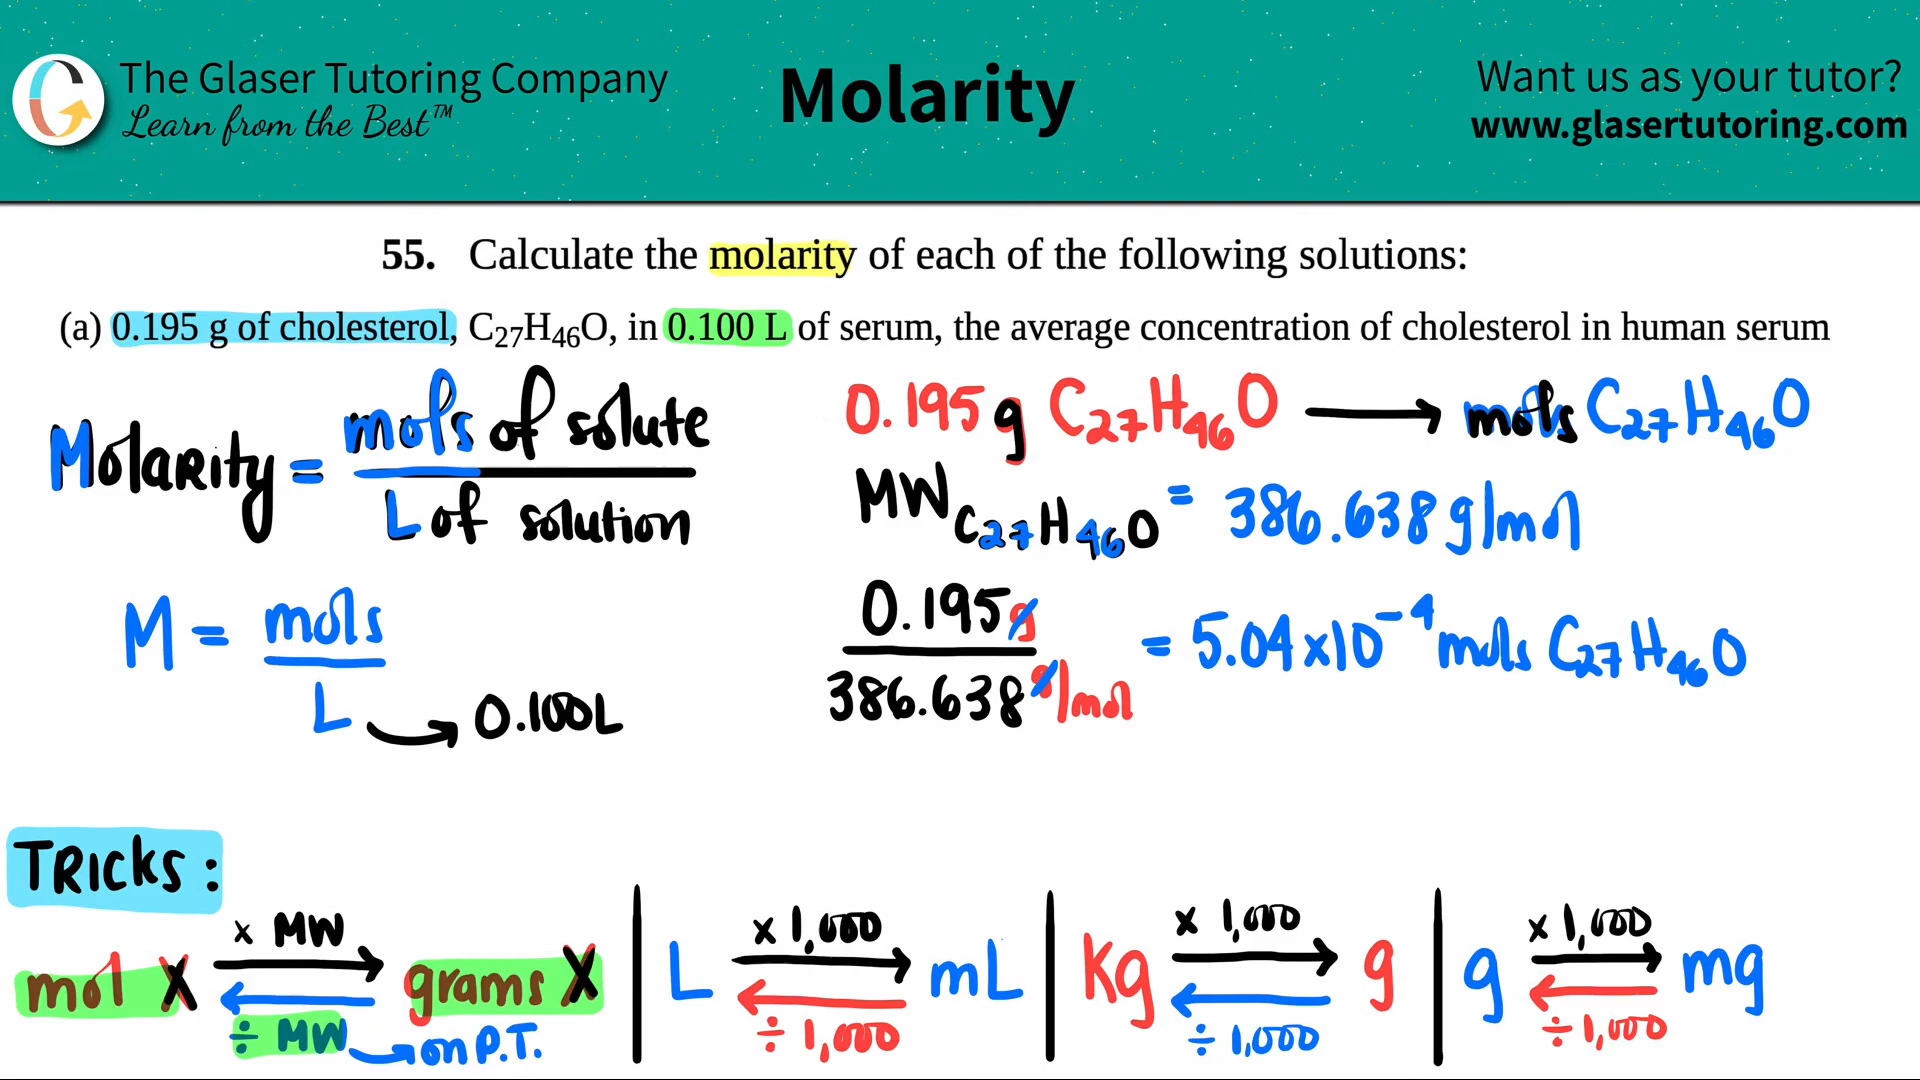 The Glaser Tutoring Company
Learn from the Best™
Molarity
Want us as your tutor?
www.glasertutoring.com
55. Calculate the molarity of each of the following solutions:
(a) 0.195 g of cholesterol, C₂₇H₄₆O, in 0.100 L of serum, the average concentration of cholesterol in human serum
Molarity = mols of solute
L of solution
M = mols
L → 0.100L
0.195g C₂₇H₄₆O → mols C₂₇H₄₆O
MW C₂₇H₄₆O = 386.638 g/mol
0.195g
386.638 g/mol
= 5.04 x 10⁻⁴ mols C₂₇H₄₆O
TRICKS:
x MW
mol X → grams X
÷ MW → on P.T.
x 1,000
L → mL
÷ 1,000
x 1,000
Kg → g
÷ 1,000
x 1,000
g → mg
÷ 1,000